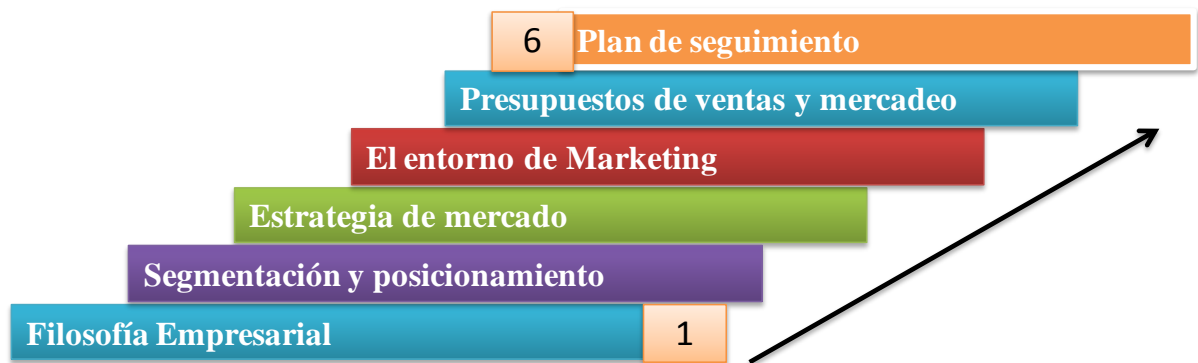 6 Plan de seguimiento
Presupuestos de ventas y mercadeo
El entorno de Marketing
Estrategia de mercado
Segmentación y posicionamiento
Filosofía Empresarial 1